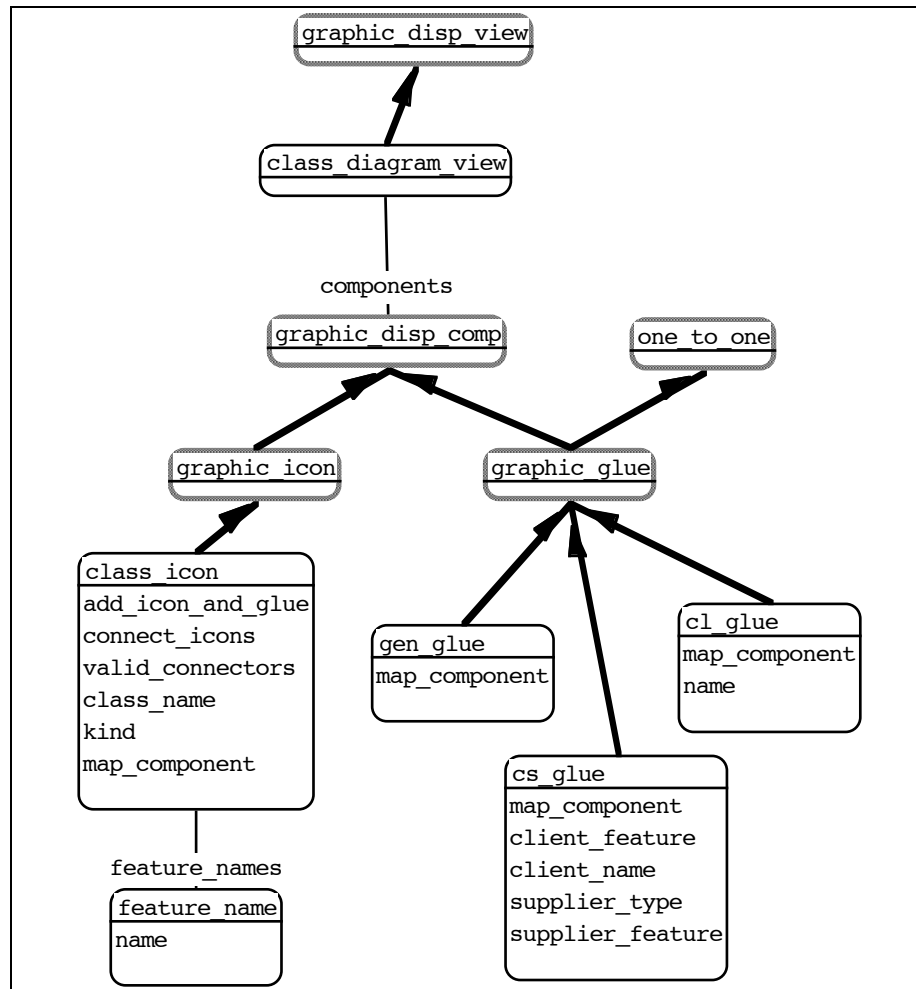 graphic_disp_view
class_diagram_view
components
graphic_disp_comp
one_to_one
graphic_icon
graphic_glue
class_icon
add_icon_and_glue
connect_icons
valid_connectors
class_name
kind
map_component
gen_glue
map_component
cl_glue
map_component
name
cs_glue
map_component
client_feature
client_name
supplier_type
supplier_feature
feature_names
feature_name
name